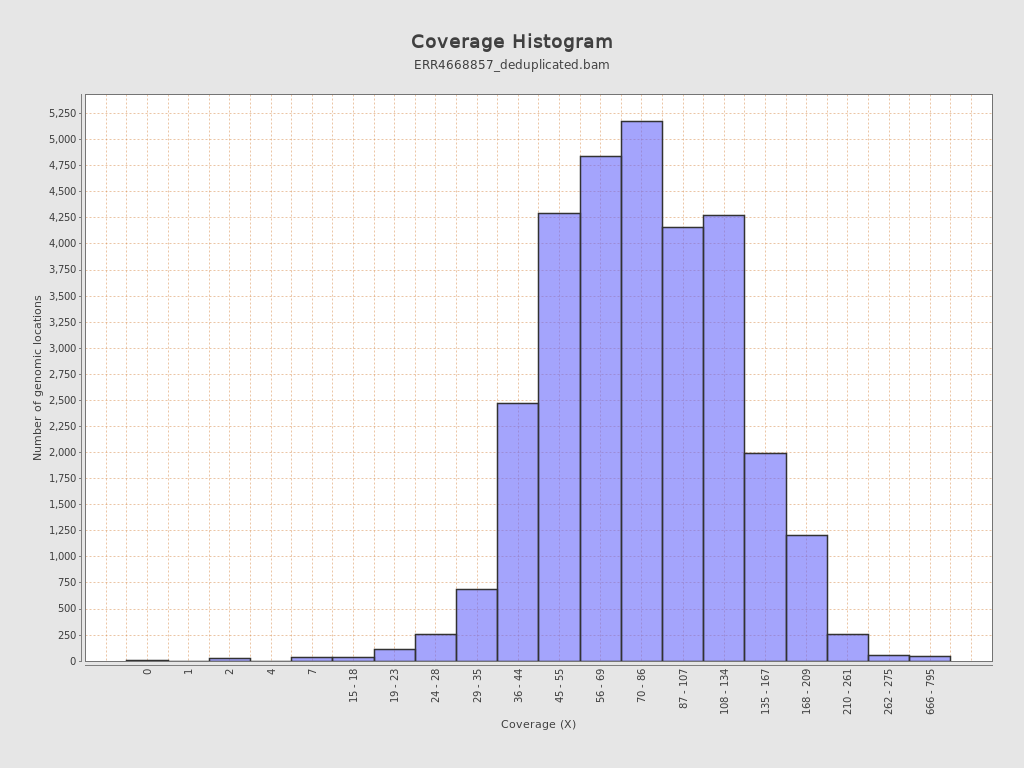 Coverage Histogram
ERR4668857_deduplicated.bam
Number of genomic locations
5,250
5,000
4,750
4,500
4,250
4,000
3,750
3,500
3,250
3,000
2,750
2,500
2,250
2,000
1,750
1,500
1,250
1,000
750
500
250
0
0
1
2
4
7
15 - 18
19 - 23
24 - 28
29 - 35
36 - 44
45 - 55
56 - 69
70 - 86
87 - 107
108 - 134
135 - 167
168 - 209
210 - 261
262 - 275
666 - 795
Coverage (X)